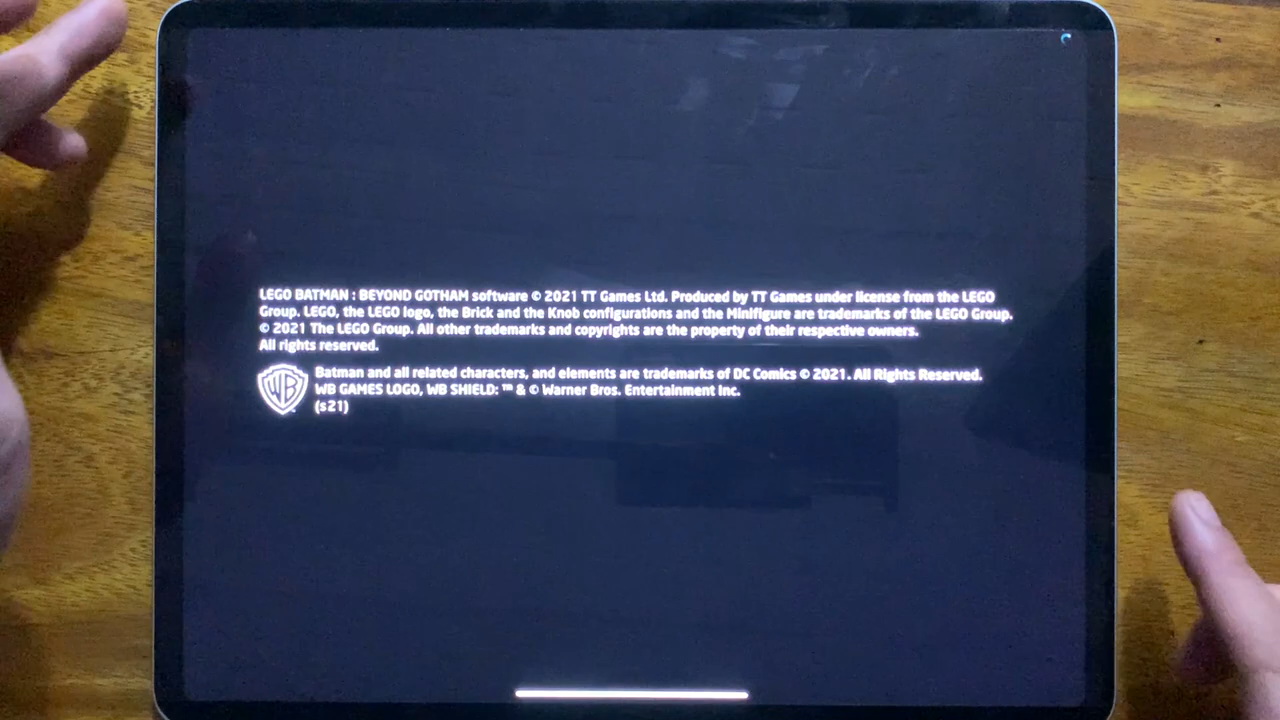 LEGO BATMAN : BEYOND GOTHAM software © 2021 TT Games Ltd. Produced by TT Games under license from the LEGO
Group. LEGO, the LEGO logo, the Brick and the Knob configurations and the Minifigure are trademarks of the LEGO Group.
© 2021 The LEGO Group. All other trademarks and copyrights are the property of their respective owners.
All rights reserved.
WB
Batman and all related characters, and elements are trademarks of DC Comics © 2021. All Rights Reserved.
WB GAMES LOGO, WB SHIELD: ™ & © Warner Bros. Entertainment Inc.
(s21)